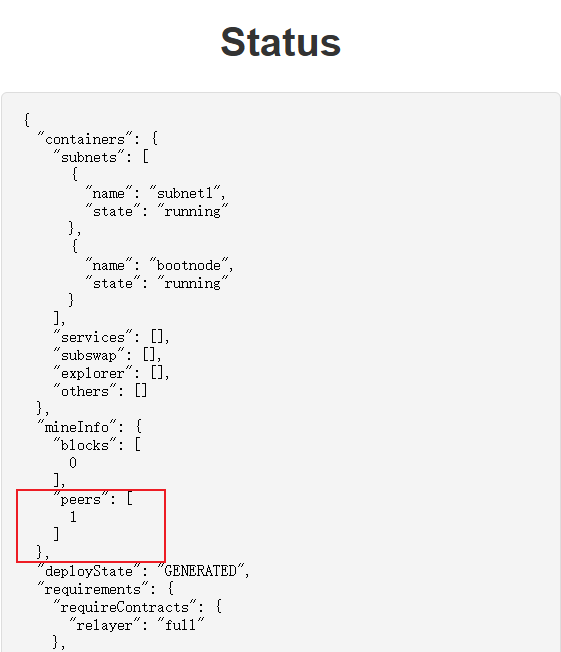 Status
{
"containers": {
"subnets": [
{
"name": "subnet1",
"state": "running"
},
{
"name": "bootnode",
"state": "running"
}
],
"services": [],
"subswap": [],
"explorer": [],
"others": []
},
"mineInfo": {
"blocks": [
0
],
"peers": [
1
]
},
"deployState": "GENERATED",
"requirements": {
"requireContracts": {
"relayer": "full"
},